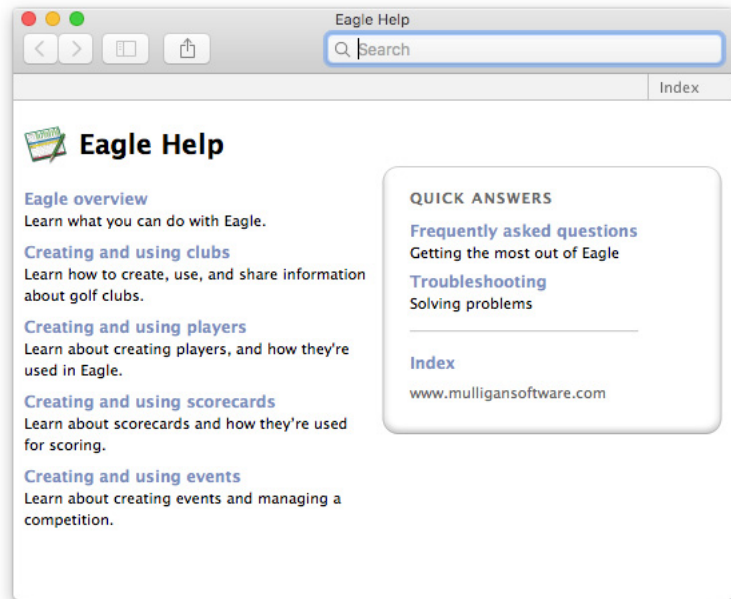 Eagle Help
Search
Index
Eagle Help
Eagle overview
Learn what you can do with Eagle.
Creating and using clubs
Learn how to create, use, and share information
about golf clubs.
Creating and using players
Learn about creating players, and how they're
used in Eagle.
Creating and using scorecards
Learn about scorecards and how they're used
for scoring.
Creating and using events
Learn about creating events and managing a
competition.
QUICK ANSWERS
Frequently asked questions
Getting the most out of Eagle
Troubleshooting
Solving problems
Index
www.mulligansoftware.com